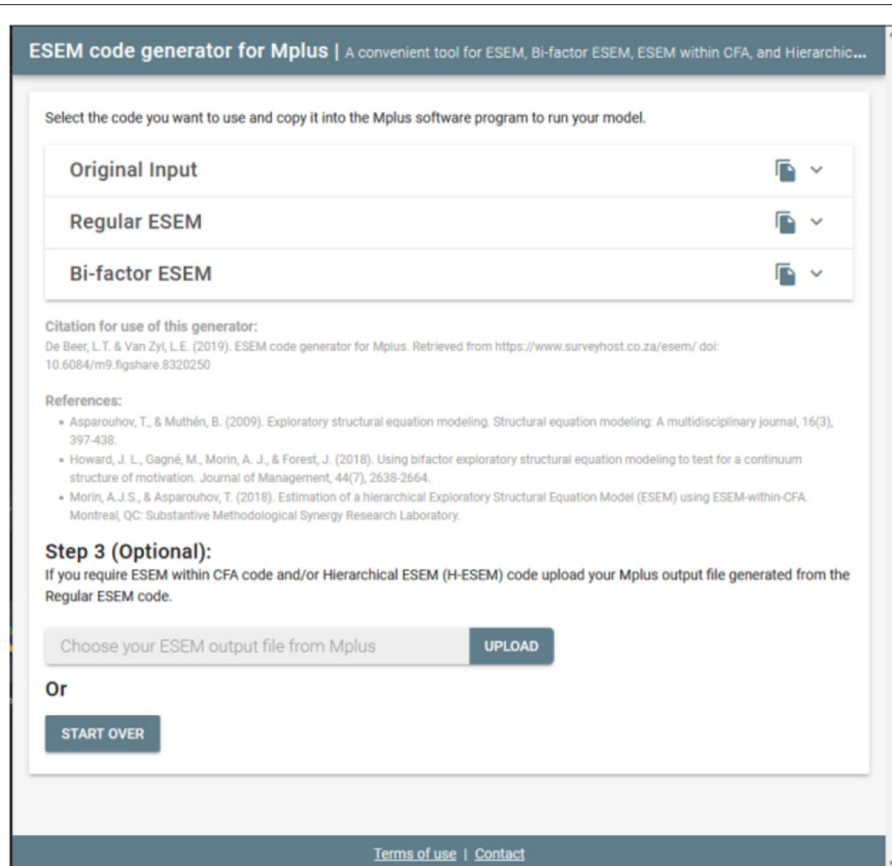 ESEM code generator for Mplus | A convenient tool for ESEM, Bi-factor ESEM, ESEM within CFA, and Hierarchic...
Select the code you want to use and copy it into the Mplus software program to run your model.
Original Input
Regular ESEM
Bi-factor ESEM
Citation for use of this generator:
De Beer, L.T. & Van Zyl, L.E. (2019). ESEM code generator for Mplus. Retrieved from https://www.surveyhost.co.za/esem/ doi:
10.6084/m9.figshare.8320250
References:
• Asparouhov, T., & Muthén, B. (2009). Exploratory structural equation modeling. Structural equation modeling: A multidisciplinary journal, 16(3),
397-438.
• Howard, J. L., Gagné, M., Morin, A. J., & Forest, J. (2018). Using bifactor exploratory structural equation modeling to test for a continuum
structure of motivation. Journal of Management, 44(7), 2638-2664.
• Morin, A.J.S., & Asparouhov, T. (2018). Estimation of a hierarchical Exploratory Structural Equation Model (ESEM) using ESEM-within-CFA.
Montreal, QC: Substantive Methodological Synergy Research Laboratory.
Step 3 (Optional):
If you require ESEM within CFA code and/or Hierarchical ESEM (H-ESEM) code upload your Mplus output file generated from the
Regular ESEM code.
Choose your ESEM output file from Mplus
UPLOAD
Or
START OVER
Terms of use | Contact